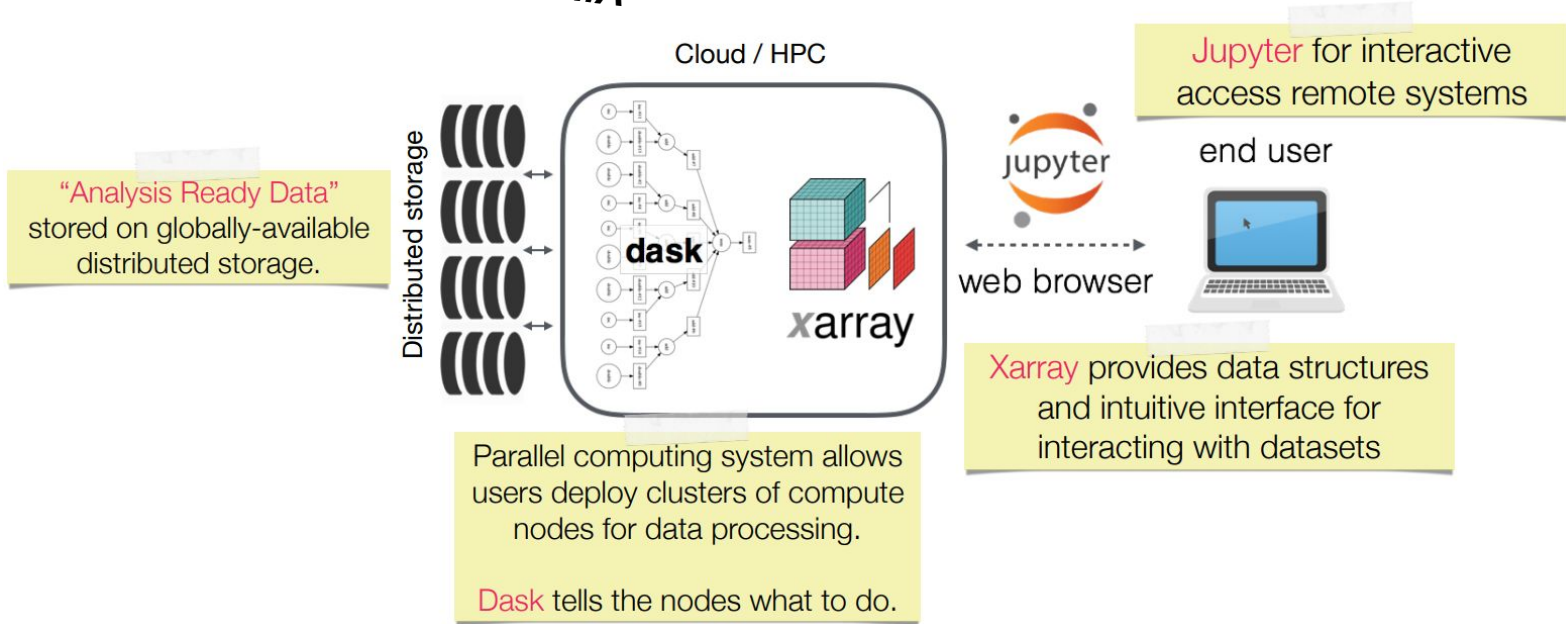 Cloud / HPC
Jupyter for interactive
access remote systems
jupyter
end user
"Analysis Ready Data"
stored on globally-available
distributed storage.
Distributed storage
dask
xarray
web browser
Xarray provides data structures
and intuitive interface for
interacting with datasets
Parallel computing system allows
users deploy clusters of compute
nodes for data processing.
Dask tells the nodes what to do.